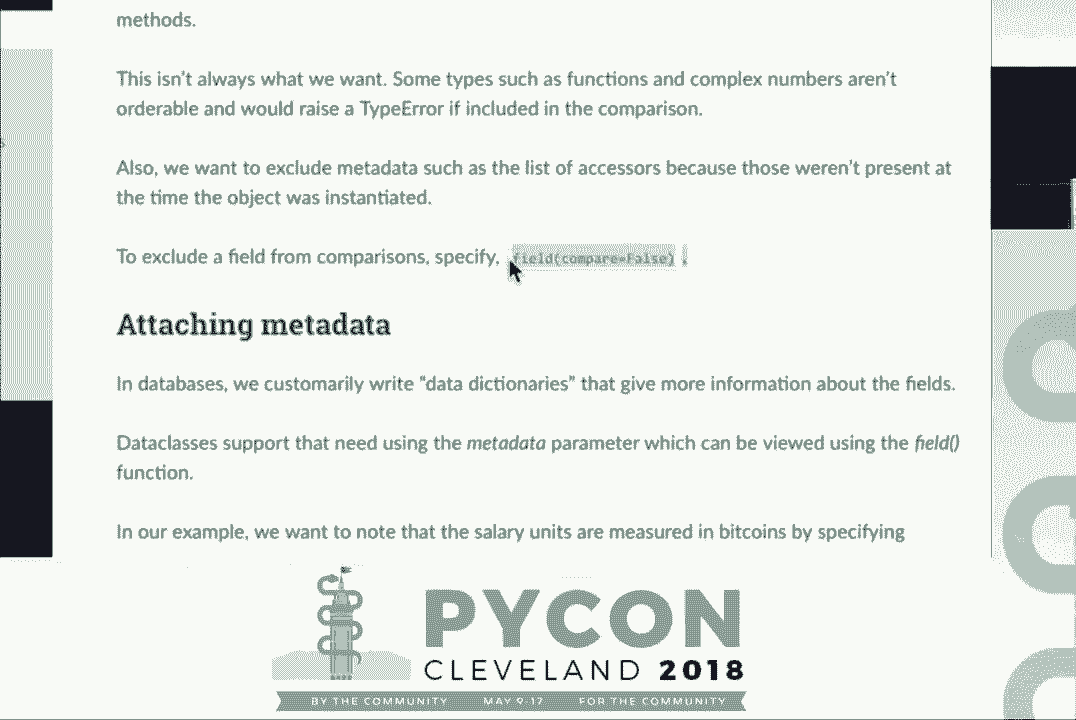 methods.
This isn’t always what we want. Some types such as functions and complex numbers aren’t
orderable and would raise a TypeError if included in the comparison.
Also, we want to exclude metadata such as the list of accessors because those weren’t present at
the time the object was instantiated.
To exclude a field from comparisons, specify, field(compare=False) .
Attaching metadata
In databases, we customarily write “data dictionaries” that give more information about the fields.
Dataclasses support that need using the metadata parameter which can be viewed using the field()
function.
In our example, we want to note that the salary units are measured in bitcoins by specifying
PYCON
CLEVELAND 2018
BY THE COMMUNITY MAY 9-17 FOR THE COMMUNITY